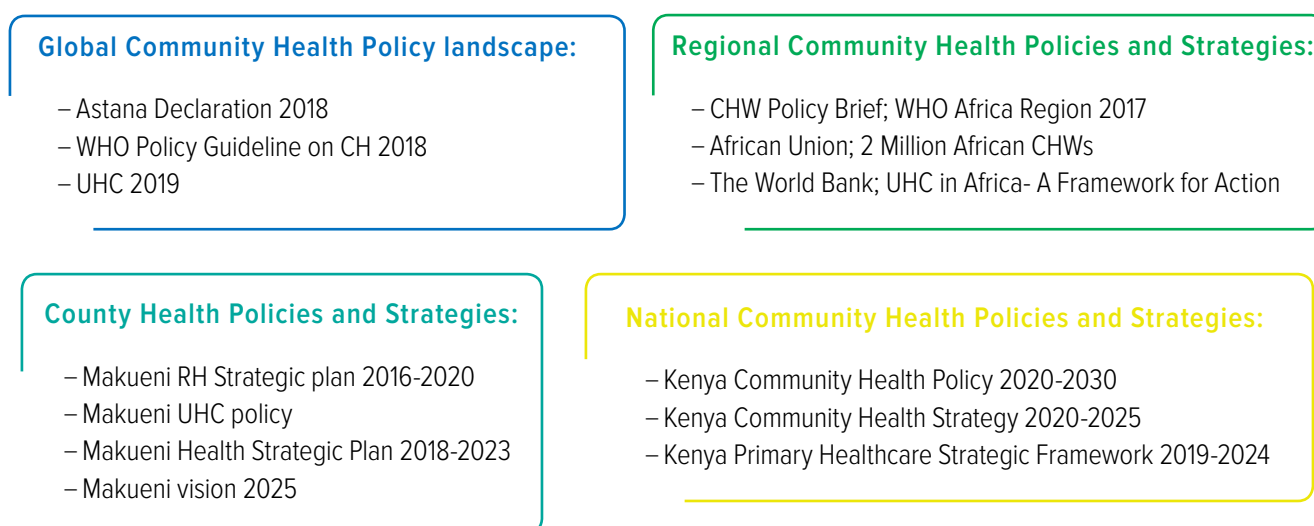 Global Community Health Policy landscape:
– Astana Declaration 2018
– WHO Policy Guideline on CH 2018
– UHC 2019
Regional Community Health Policies and Strategies:
– CHW Policy Brief; WHO Africa Region 2017
– African Union; 2 Million African CHWs
– The World Bank; UHC in Africa- A Framework for Action
County Health Policies and Strategies:
– Makueni RH Strategic plan 2016-2020
– Makueni UHC policy
– Makueni Health Strategic Plan 2018-2023
– Makueni vision 2025
National Community Health Policies and Strategies:
– Kenya Community Health Policy 2020-2030
– Kenya Community Health Strategy 2020-2025
– Kenya Primary Healthcare Strategic Framework 2019-2024